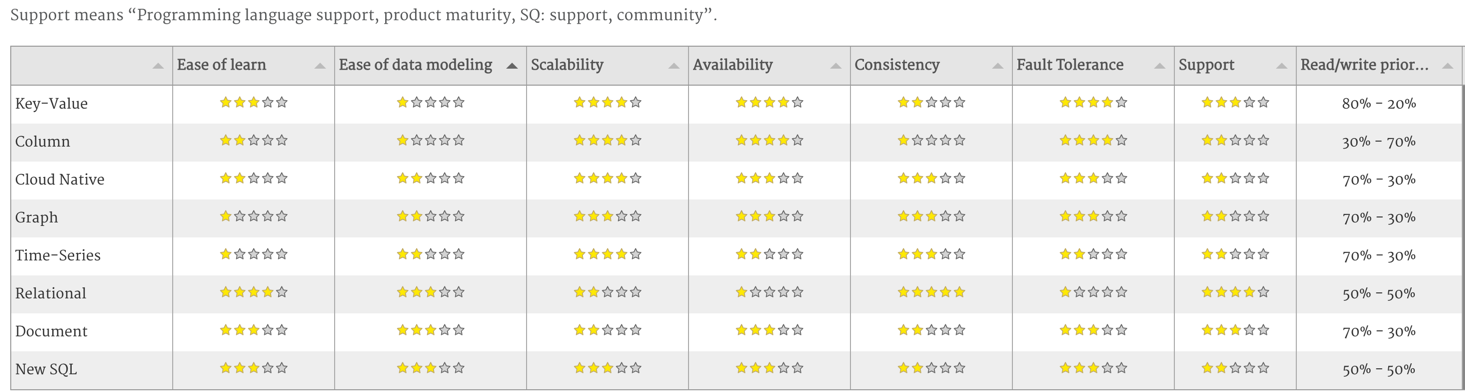 Support means “Programming language support, product maturity, SQ: support, community”.
Ease of learn Ease of data modeling Scalability Availability Consistency Fault Tolerance Support Read/write prior...
Key-Value 80% - 20%
Column 30% - 70%
Cloud Native 70% - 30%
Graph 70% - 30%
Time-Series 70% - 30%
Relational 50% - 50%
Document 70% - 30%
New SQL 50% - 50%